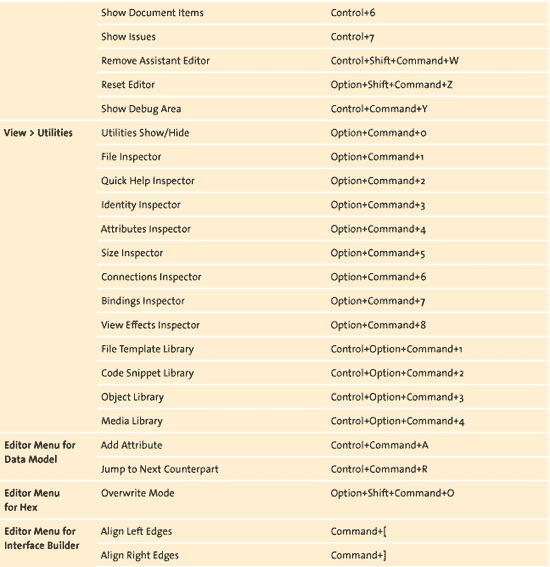 Show Document Items Control+6
Show Issues Control+7
Remove Assistant Editor Control+Shift+Command+W
Reset Editor Option+Shift+Command+Z
Show Debug Area Control+Command+Y
View > Utilities Utilities Show/Hide Option+Command+0
File Inspector Option+Command+1
Quick Help Inspector Option+Command+2
Identity Inspector Option+Command+3
Attributes Inspector Option+Command+4
Size Inspector Option+Command+5
Connections Inspector Option+Command+6
Bindings Inspector Option+Command+7
View Effects Inspector Option+Command+8
File Template Library Control+Option+Command+1
Code Snippet Library Control+Option+Command+2
Object Library Control+Option+Command+3
Media Library Control+Option+Command+4
Editor Menu for Add Attribute Control+Command+A
Data Model
Jump to Next Counterpart Control+Command+R
Editor Menu Overwrite Mode Option+Shift+Command+O
for Hex
Editor Menu for Align Left Edges Command+[
Interface Builder
Align Right Edges Command+]